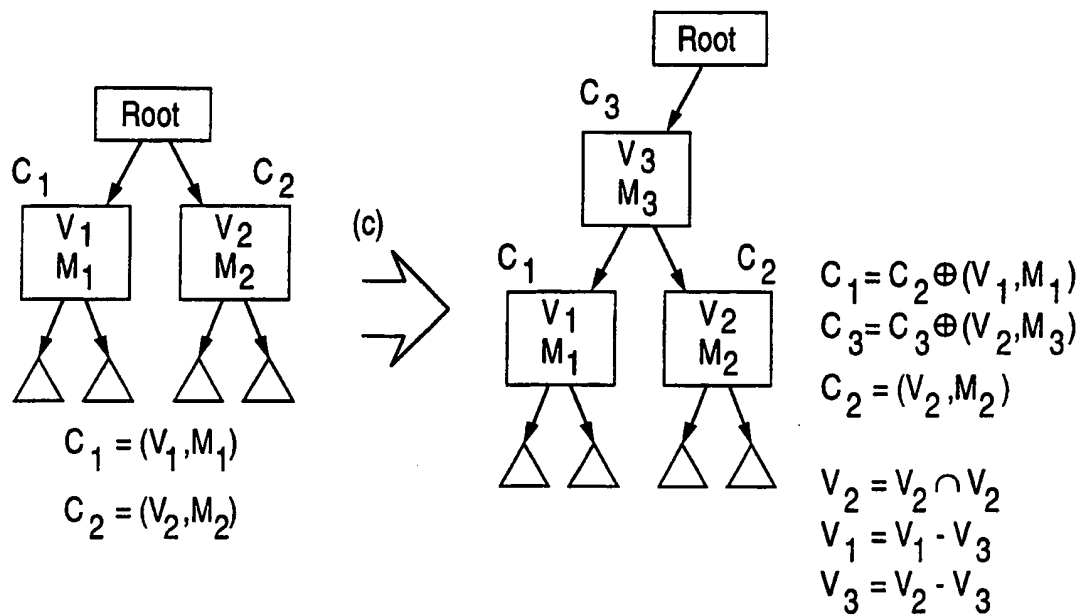 Root
C₁
C₂
V₁
M₁
V₂
M₂
C₁ = (V₁,M₁)
C₂ = (V₂,M₂)
(c)
Root
C₃
V₃
M₃
C₁
C₂
V₁
M₁
V₂
M₂
C₁ = C₂ ⊕ (V₁,M₁)
C₃ = C₃ ⊕ (V₂,M₃)
C₂ = (V₂,M₂)
V₂ = V₂ ∩ V₂
V₁ = V₁ - V₃
V₃ = V₂ - V₃